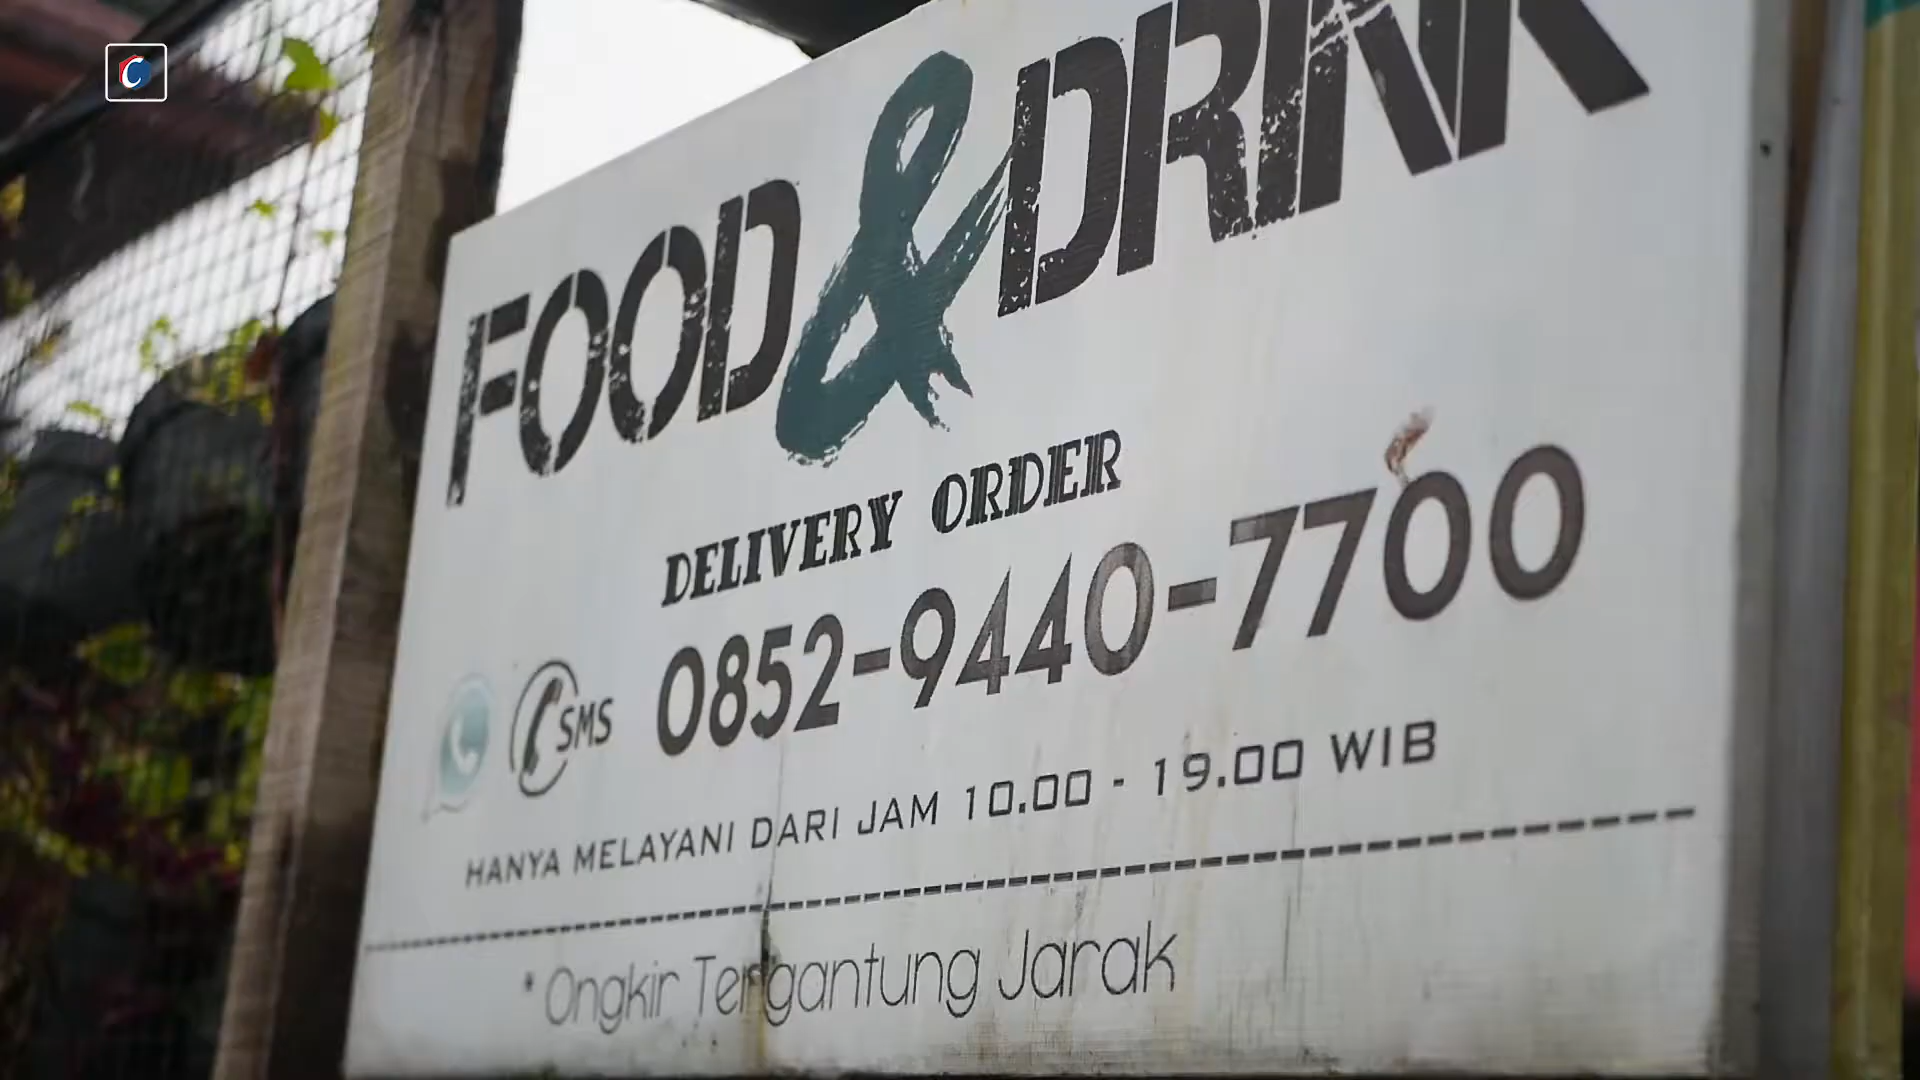 FOOD & DRINK
DELIVERY ORDER
SMS 0852-9440-7700
HANYA MELAYANI DARI JAM 10.00 - 19.00 WIB
* Ongkir Tergantung Jarak